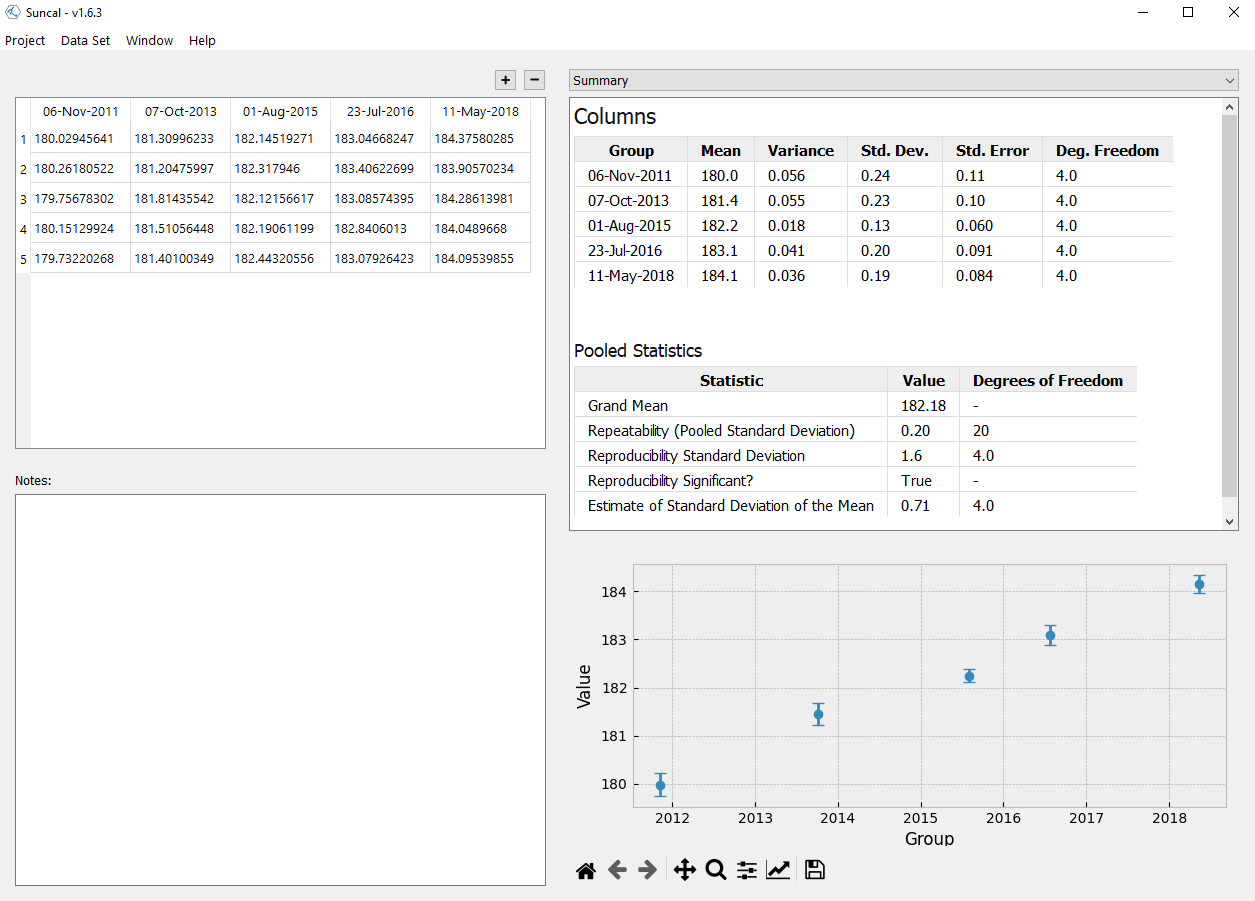 Suncal - v1.6.3
Project Data Set Window Help
+ −
06-Nov-2011 07-Oct-2013 01-Aug-2015 23-Jul-2016 11-May-2018
1 180.02945641 181.30996233 182.14519271 183.04668247 184.37580285
2 180.26180522 181.20475997 182.317946 183.40622699 183.90570234
3 179.75678302 181.81435542 182.12156617 183.08574395 184.28613981
4 180.15129924 181.51056448 182.19061199 182.8406013 184.0489668
5 179.73220268 181.40100349 182.44320556 183.07926423 184.09539855
Notes:
Summary
Columns
Group Mean Variance Std. Dev. Std. Error Deg. Freedom
06-Nov-2011 180.0 0.056 0.24 0.11 4.0
07-Oct-2013 181.4 0.055 0.23 0.10 4.0
01-Aug-2015 182.2 0.018 0.13 0.060 4.0
23-Jul-2016 183.1 0.041 0.20 0.091 4.0
11-May-2018 184.1 0.036 0.19 0.084 4.0
Pooled Statistics
Statistic Value Degrees of Freedom
Grand Mean 182.18 -
Repeatability (Pooled Standard Deviation) 0.20 20
Reproducibility Standard Deviation 1.6 4.0
Reproducibility Significant? True -
Estimate of Standard Deviation of the Mean 0.71 4.0
184
183
182
181
180
Value
2012 2013 2014 2015 2016 2017 2018
Group